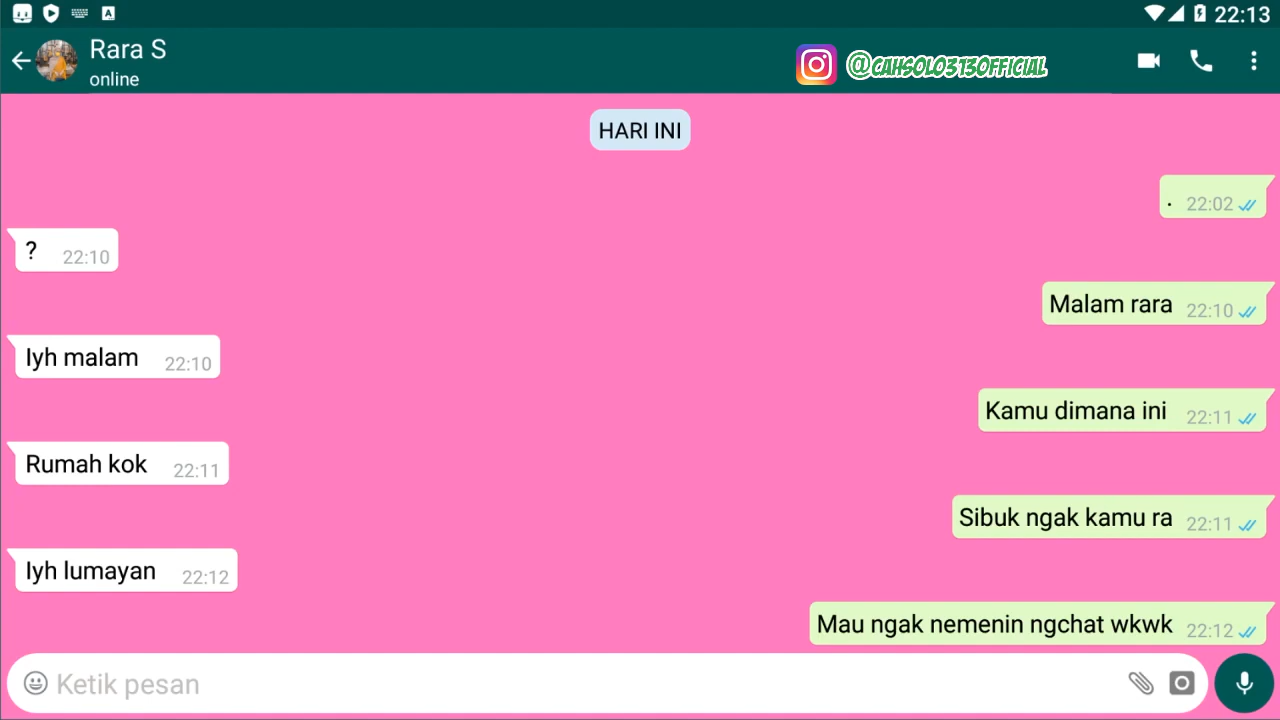 22:13
Rara S
online
@CAHSOLO313OFFICIAL
HARI INI
. 22:02
? 22:10
Malam rara 22:10
Iyh malam 22:10
Kamu dimana ini 22:11
Rumah kok 22:11
Sibuk ngak kamu ra 22:11
Iyh lumayan 22:12
Mau ngak nemenin ngchat wkwk 22:12
Ketik pesan